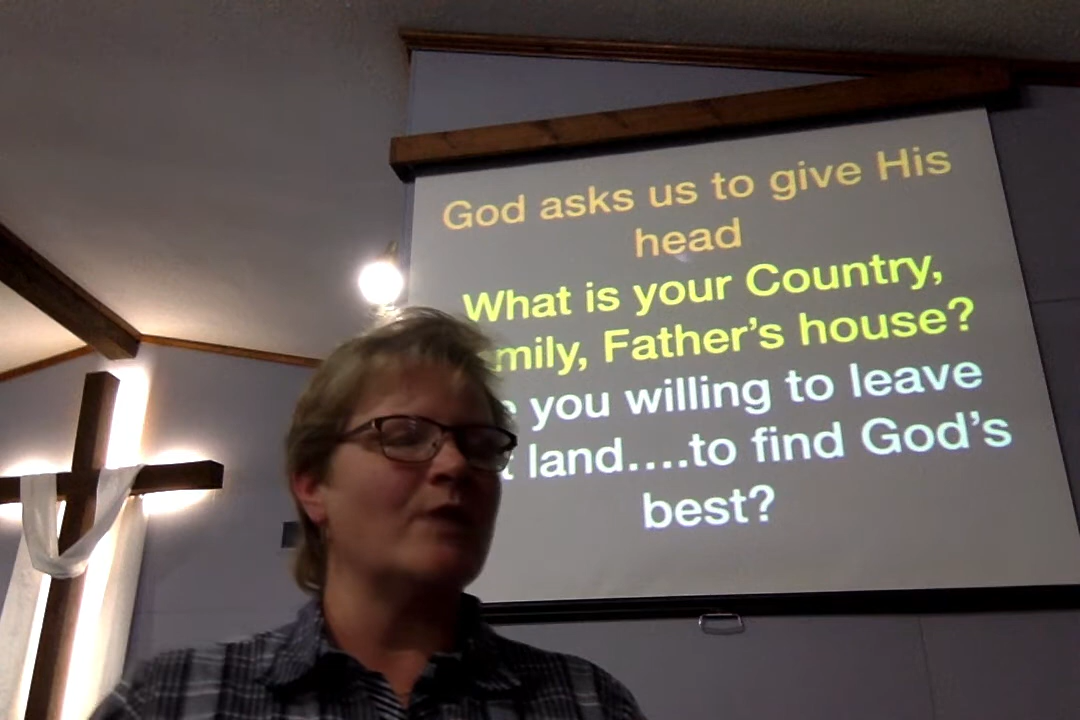 God asks us to give His
head
What is your Country,
mily, Father's house?
e you willing to leave
t land....to find God's
best?